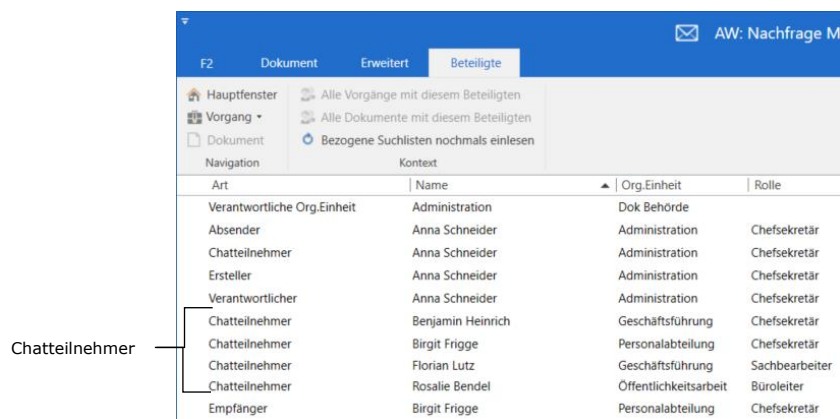 AW: Nachfrage M
F2 Dokument Erweitert Beteiligte
Hauptfenster Alle Vorgänge mit diesem Beteiligten
Vorgang Alle Dokumente mit diesem Beteiligten
Dokument Bezogene Suchlisten nochmals einlesen
Navigation Kontext
Art Name Org.Einheit Rolle
Verantwortliche Org.Einheit Administration Dok Behörde
Absender Anna Schneider Administration Chefsekretär
Chatteilnehmer Anna Schneider Administration Chefsekretär
Ersteller Anna Schneider Administration Chefsekretär
Verantwortlicher Anna Schneider Administration Chefsekretär
Chatteilnehmer Benjamin Heinrich Geschäftsführung Chefsekretär
Chatteilnehmer Birgit Frigge Personalabteilung Chefsekretär
Chatteilnehmer
Chatteilnehmer Florian Lutz Geschäftsführung Sachbearbeiter
Chatteilnehmer Rosalie Bendel Öffentlichkeitsarbeit Büroleiter
Empfänger Birgit Frigge Personalabteilung Chefsekretär